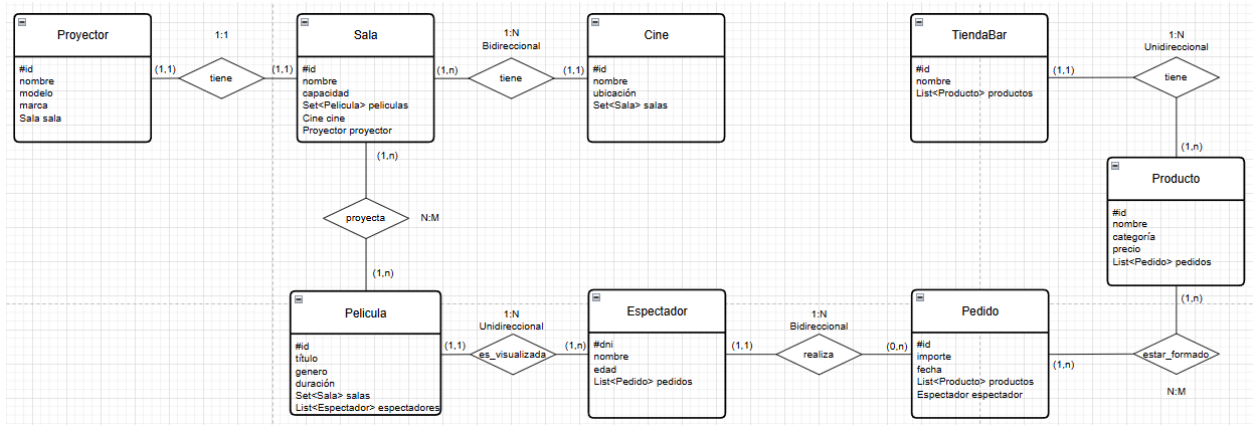 Proyector
#id
nombre
modelo
marca
Sala sala
1:1
(1,1)
tiene
(1,1)
Sala
#id
nombre
capacidad
Set<Pelicula> peliculas
Cine cine
Proyector proyector
1:N
Bidireccional
(1,n)
tiene
(1,1)
Cine
#id
nombre
ubicación
Set<Sala> salas
TiendaBar
#id
nombre
List<Producto> productos
1:N
Unidireccional
(1,1)
tiene
(1,n)
Producto
#id
nombre
categoría
precio
List<Pedido> pedidos
(1,n)
proyecta
N:M
(1,n)
Pelicula
#id
título
genero
duración
Set<Sala> salas
List<Espectador> espectadores
1:N
Unidireccional
(1,1)
es_visualizada
(1,n)
Espectador
#dni
nombre
edad
List<Pedido> pedidos
1:N
Bidireccional
(1,1)
realiza
(0,n)
Pedido
#id
importe
fecha
List<Producto> productos
Espectador espectador
(1,n)
estar_formado
(1,n)
N:M